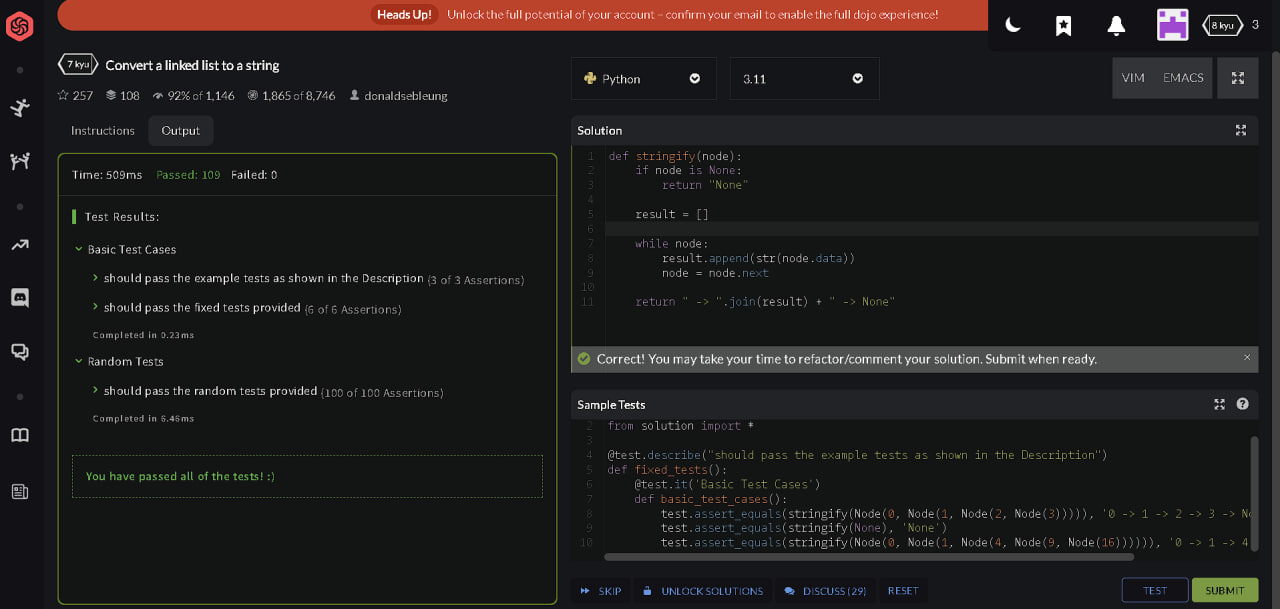 Heads Up! Unlock the full potential of your account – confirm your email to enable the full dojo experience!
8 kyu 3
7 kyu Convert a linked list to a string
257 108 92% of 1,146 1,865 of 8,746 donaldsebleung
Instructions Output
Time: 509ms Passed: 109 Failed: 0
Test Results:
Basic Test Cases
should pass the example tests as shown in the Description (3 of 3 Assertions)
should pass the fixed tests provided (6 of 6 Assertions)
Completed in 0.23ms
Random Tests
should pass the random tests provided (100 of 100 Assertions)
Completed in 6.46ms
You have passed all of the tests! :)
Python 3.11 VIM EMACS
Solution
1 def stringify(node):
2 if node is None:
3 return "None"
4
5 result = []
6
7 while node:
8 result.append(str(node.data))
9 node = node.next
10
11 return " -> ".join(result) + " -> None"
Correct! You may take your time to refactor/comment your solution. Submit when ready.
Sample Tests
2 from solution import *
3
4 @test.describe("should pass the example tests as shown in the Description")
5 def fixed_tests():
6 @test.it('Basic Test Cases')
7 def basic_test_cases():
8 test.assert_equals(stringify(Node(0, Node(1, Node(2, Node(3))))), '0 -> 1 -> 2 -> 3 -> No
9 test.assert_equals(stringify(None), 'None')
10 test.assert_equals(stringify(Node(0, Node(1, Node(4, Node(9, Node(16)))))), '0 -> 1 -> 4
SKIP UNLOCK SOLUTIONS DISCUSS (29) RESET TEST SUBMIT